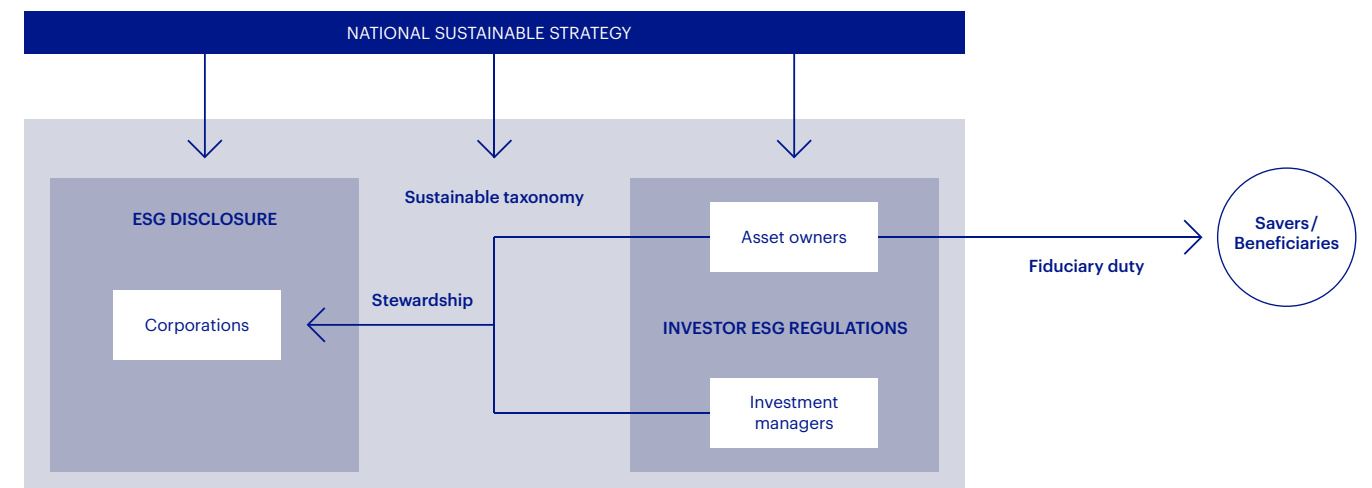 NATIONAL SUSTAINABLE STRATEGY
Sustainable taxonomy
ESG DISCLOSURE
Corporations
Stewardship
Asset owners
INVESTOR ESG REGULATIONS
Investment
managers
Fiduciary duty
Savers/
Beneficiaries